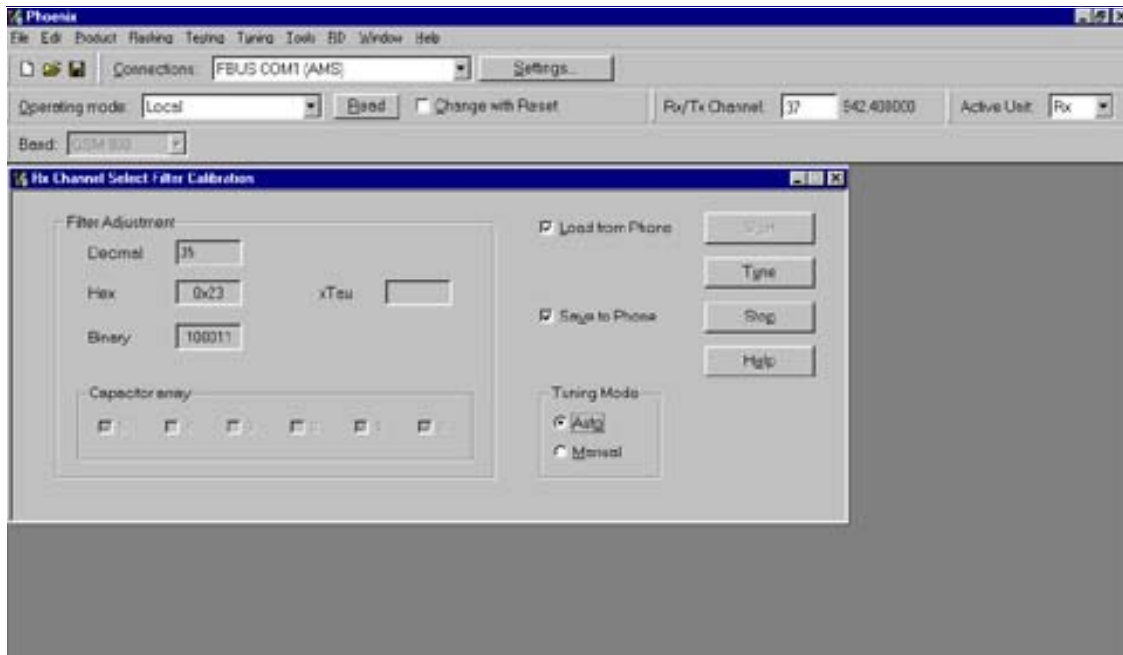 Phoenix
File Edit Product Flashing Testing Tuning Tools Window Help
Connections: FBUS COM1 (AMS) Settings...
Operating mode: Local Read Change with Reset Rx/Tx Channel: 37 942.400000 Active Unit: Rx
Band: GSM 900
Rx Channel Select Filter Calibration
Filter Adjustment
Load from Phone
Decimal 35
Tune
Hex 0x23 xTau
Save to Phone Stop
Binary 100011
Help
Capacitor array
Tuning Mode
Auto
Manual